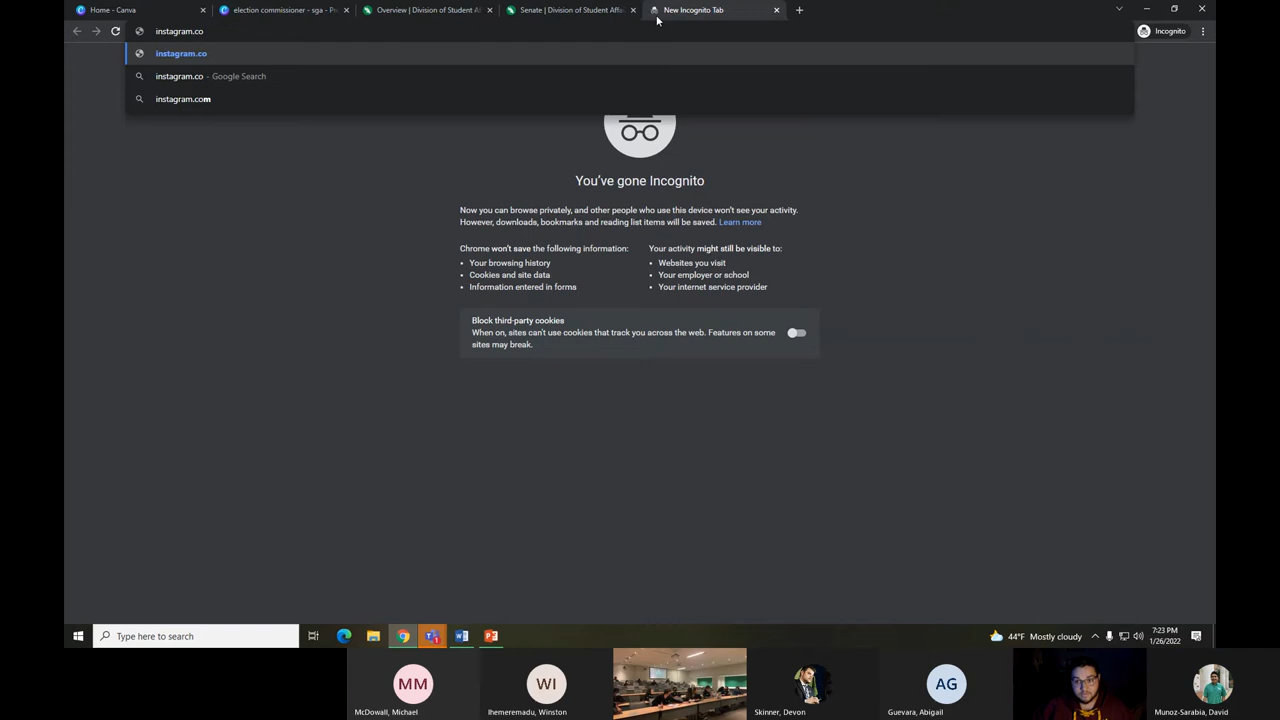 Home - Canva
election commissioner - sga - Pr
Overview | Division of Student Af
Senate | Division of Student Affai
New Incognito Tab
instagram.co
Incognito
instagram.co
instagram.co - Google Search
instagram.com
You've gone Incognito
Now you can browse privately, and other people who use this device won't see your activity.
However, downloads, bookmarks and reading list items will be saved. Learn more
Chrome won't save the following information:
• Your browsing history
• Cookies and site data
• Information entered in forms
Your activity might still be visible to:
• Websites you visit
• Your employer or school
• Your internet service provider
Block third-party cookies
When on, sites can't use cookies that track you across the web. Features on some
sites may break.
Type here to search
44°F Mostly cloudy
7:23 PM
1/26/2022
MM
WI
AG
McDowall, Michael
Ihemeremadu, Winston
Skinner, Devon
Guevara, Abigail
Munoz-Sarabia, David